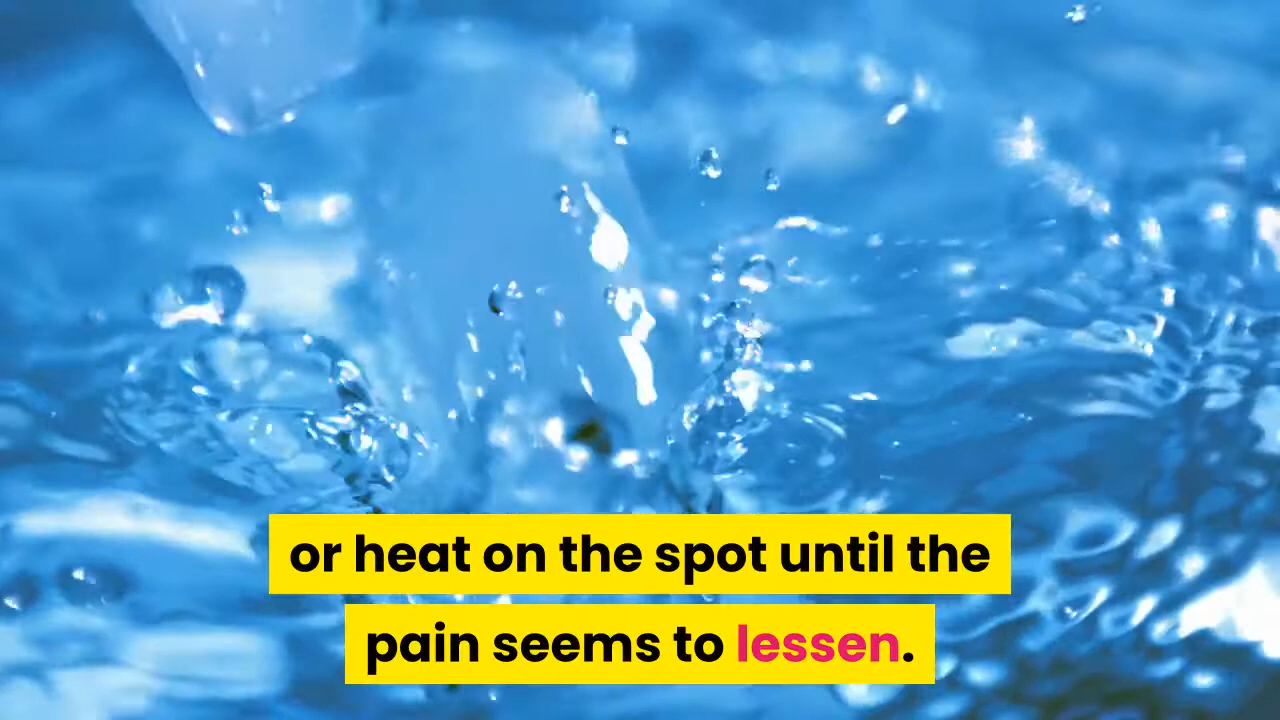 or heat on the spot until the
pain seems to lessen.